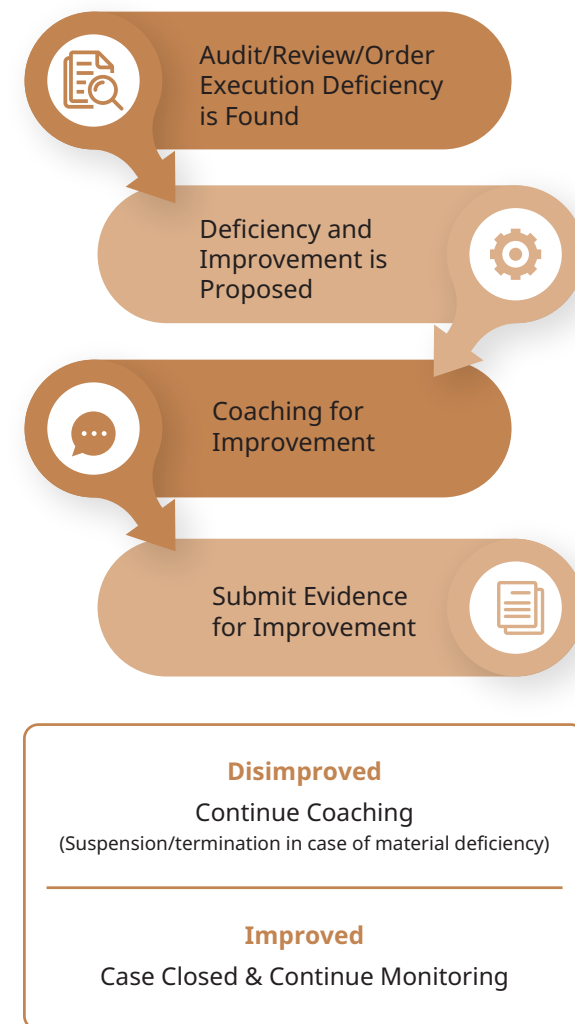 Audit/Review/Order
Execution Deficiency
is Found
Deficiency and
Improvement is
Proposed
Coaching for
Improvement
Submit Evidence
for Improvement
Disimproved
Continue Coaching
(Suspension/termination in case of material deficiency)
Improved
Case Closed & Continue Monitoring